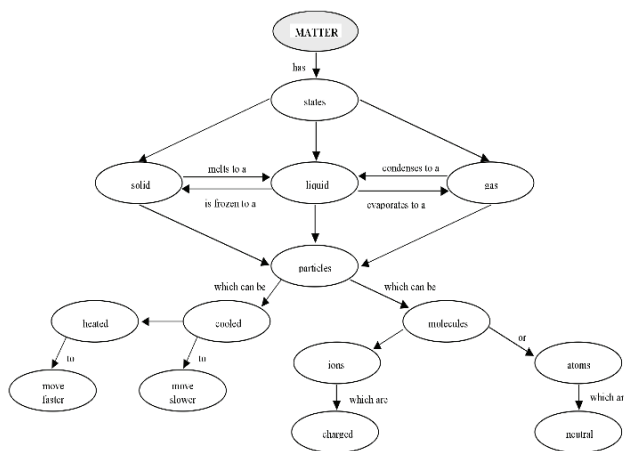 MATTER
has
states
melts to a
condenses to a
solid
liquid
gas
is frozen to a
evaporates to a
particles
which can be
which can be
heated
cooled
molecules
or
to
to
ions
atoms
move
faster
move
slower
which are
which ar
charged
neutral